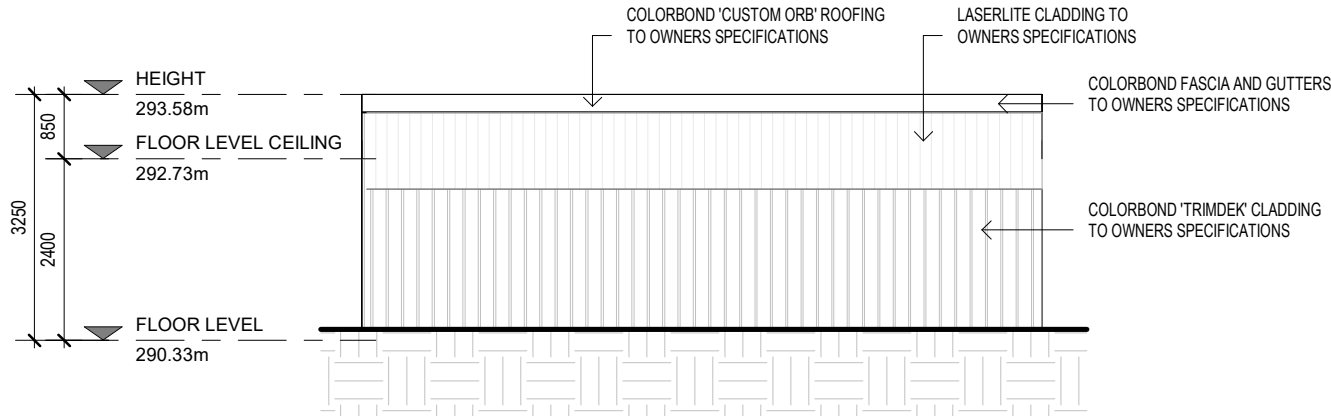 COLORBOND 'CUSTOM ORB' ROOFING
TO OWNERS SPECIFICATIONS
LASERLITE CLADDING TO
OWNERS SPECIFICATIONS
HEIGHT
293.58m
COLORBOND FASCIA AND GUTTERS
TO OWNERS SPECIFICATIONS
850
FLOOR LEVEL CEILING
292.73m
3250
2400
COLORBOND 'TRIMDEK' CLADDING
TO OWNERS SPECIFICATIONS
FLOOR LEVEL
290.33m